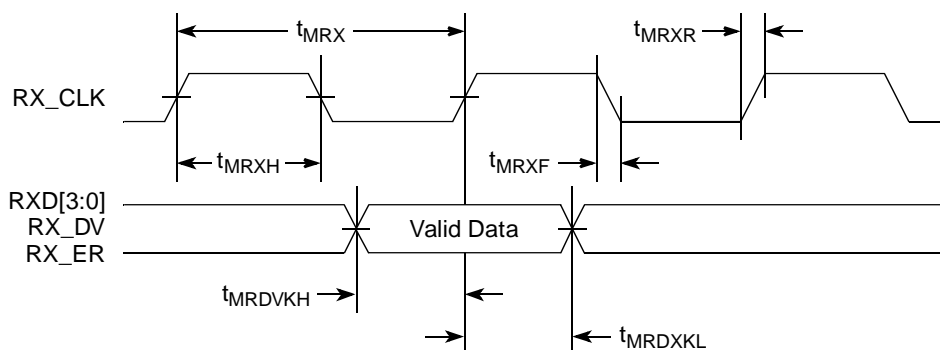 tMRX
tMRXR
RX_CLK
tMRXH
tMRXF
RXD[3:0]
RX_DV
Valid Data
RX_ER
tMRDVKH
tMRDXKL